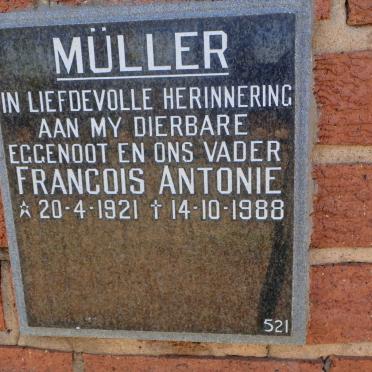 MÜLLER
IN LIEFDEVOLLE HERINNERING
AAN MY DIERBARE
EGGENOOT EN ONS VADER
FRANCOIS ANTONIE
☆ 20-4-1921 † 14-10-1988
521